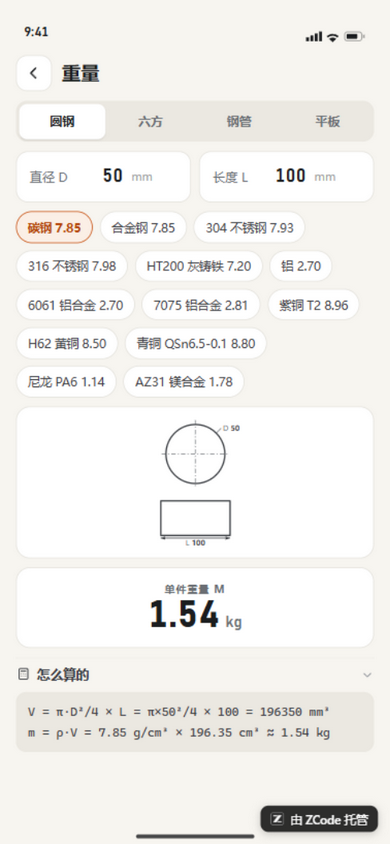 9:41
重量
圆钢 六方 钢管 平板
直径 D 50 mm 长度 L 100 mm
碳钢 7.85 合金钢 7.85 304 不锈钢 7.93
316 不锈钢 7.98 HT200 灰铸铁 7.20 铝 2.70
6061 铝合金 2.70 7075 铝合金 2.81 紫铜 T2 8.96
H62 黄铜 8.50 青铜 QSn6.5-0.1 8.80
尼龙 PA6 1.14 AZ31 镁合金 1.78
D 50
L 100
单件重量 M
1.54 kg
怎么算的
V = π·D²/4 × L = π×50²/4 × 100 = 196350 mm³
m = ρ·V = 7.85 g/cm³ × 196.35 cm³ ≈ 1.54 kg
由 ZCode 托管